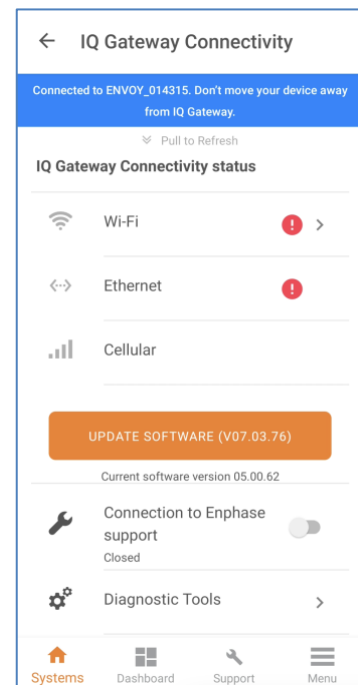 IQ Gateway Connectivity
Connected to ENVOY_014315. Don't move your device away
from IQ Gateway.
Pull to Refresh
IQ Gateway Connectivity status
Wi-Fi
Ethernet
Cellular
UPDATE SOFTWARE (V07.03.76)
Current software version 05.00.62
Connection to Enphase
support
Closed
Diagnostic Tools
Systems Dashboard Support Menu